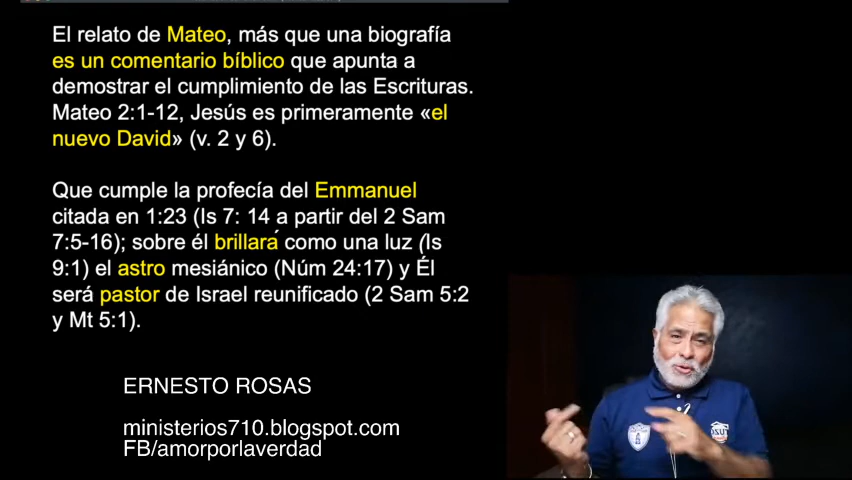 El relato de Mateo, más que una biografía
es un comentario bíblico que apunta a
demostrar el cumplimiento de las Escrituras.
Mateo 2:1-12, Jesús es primeramente «el
nuevo David» (v. 2 y 6).
Que cumple la profecía del Emmanuel
citada en 1:23 (Is 7: 14 a partir del 2 Sam
7:5-16); sobre él brillará como una luz (Is
9:1) el astro mesiánico (Núm 24:17) y Él
será pastor de Israel reunificado (2 Sam 5:2
y Mt 5:1).
ERNESTO ROSAS
ministerios710.blogspot.com
FB/amorporlaverdad